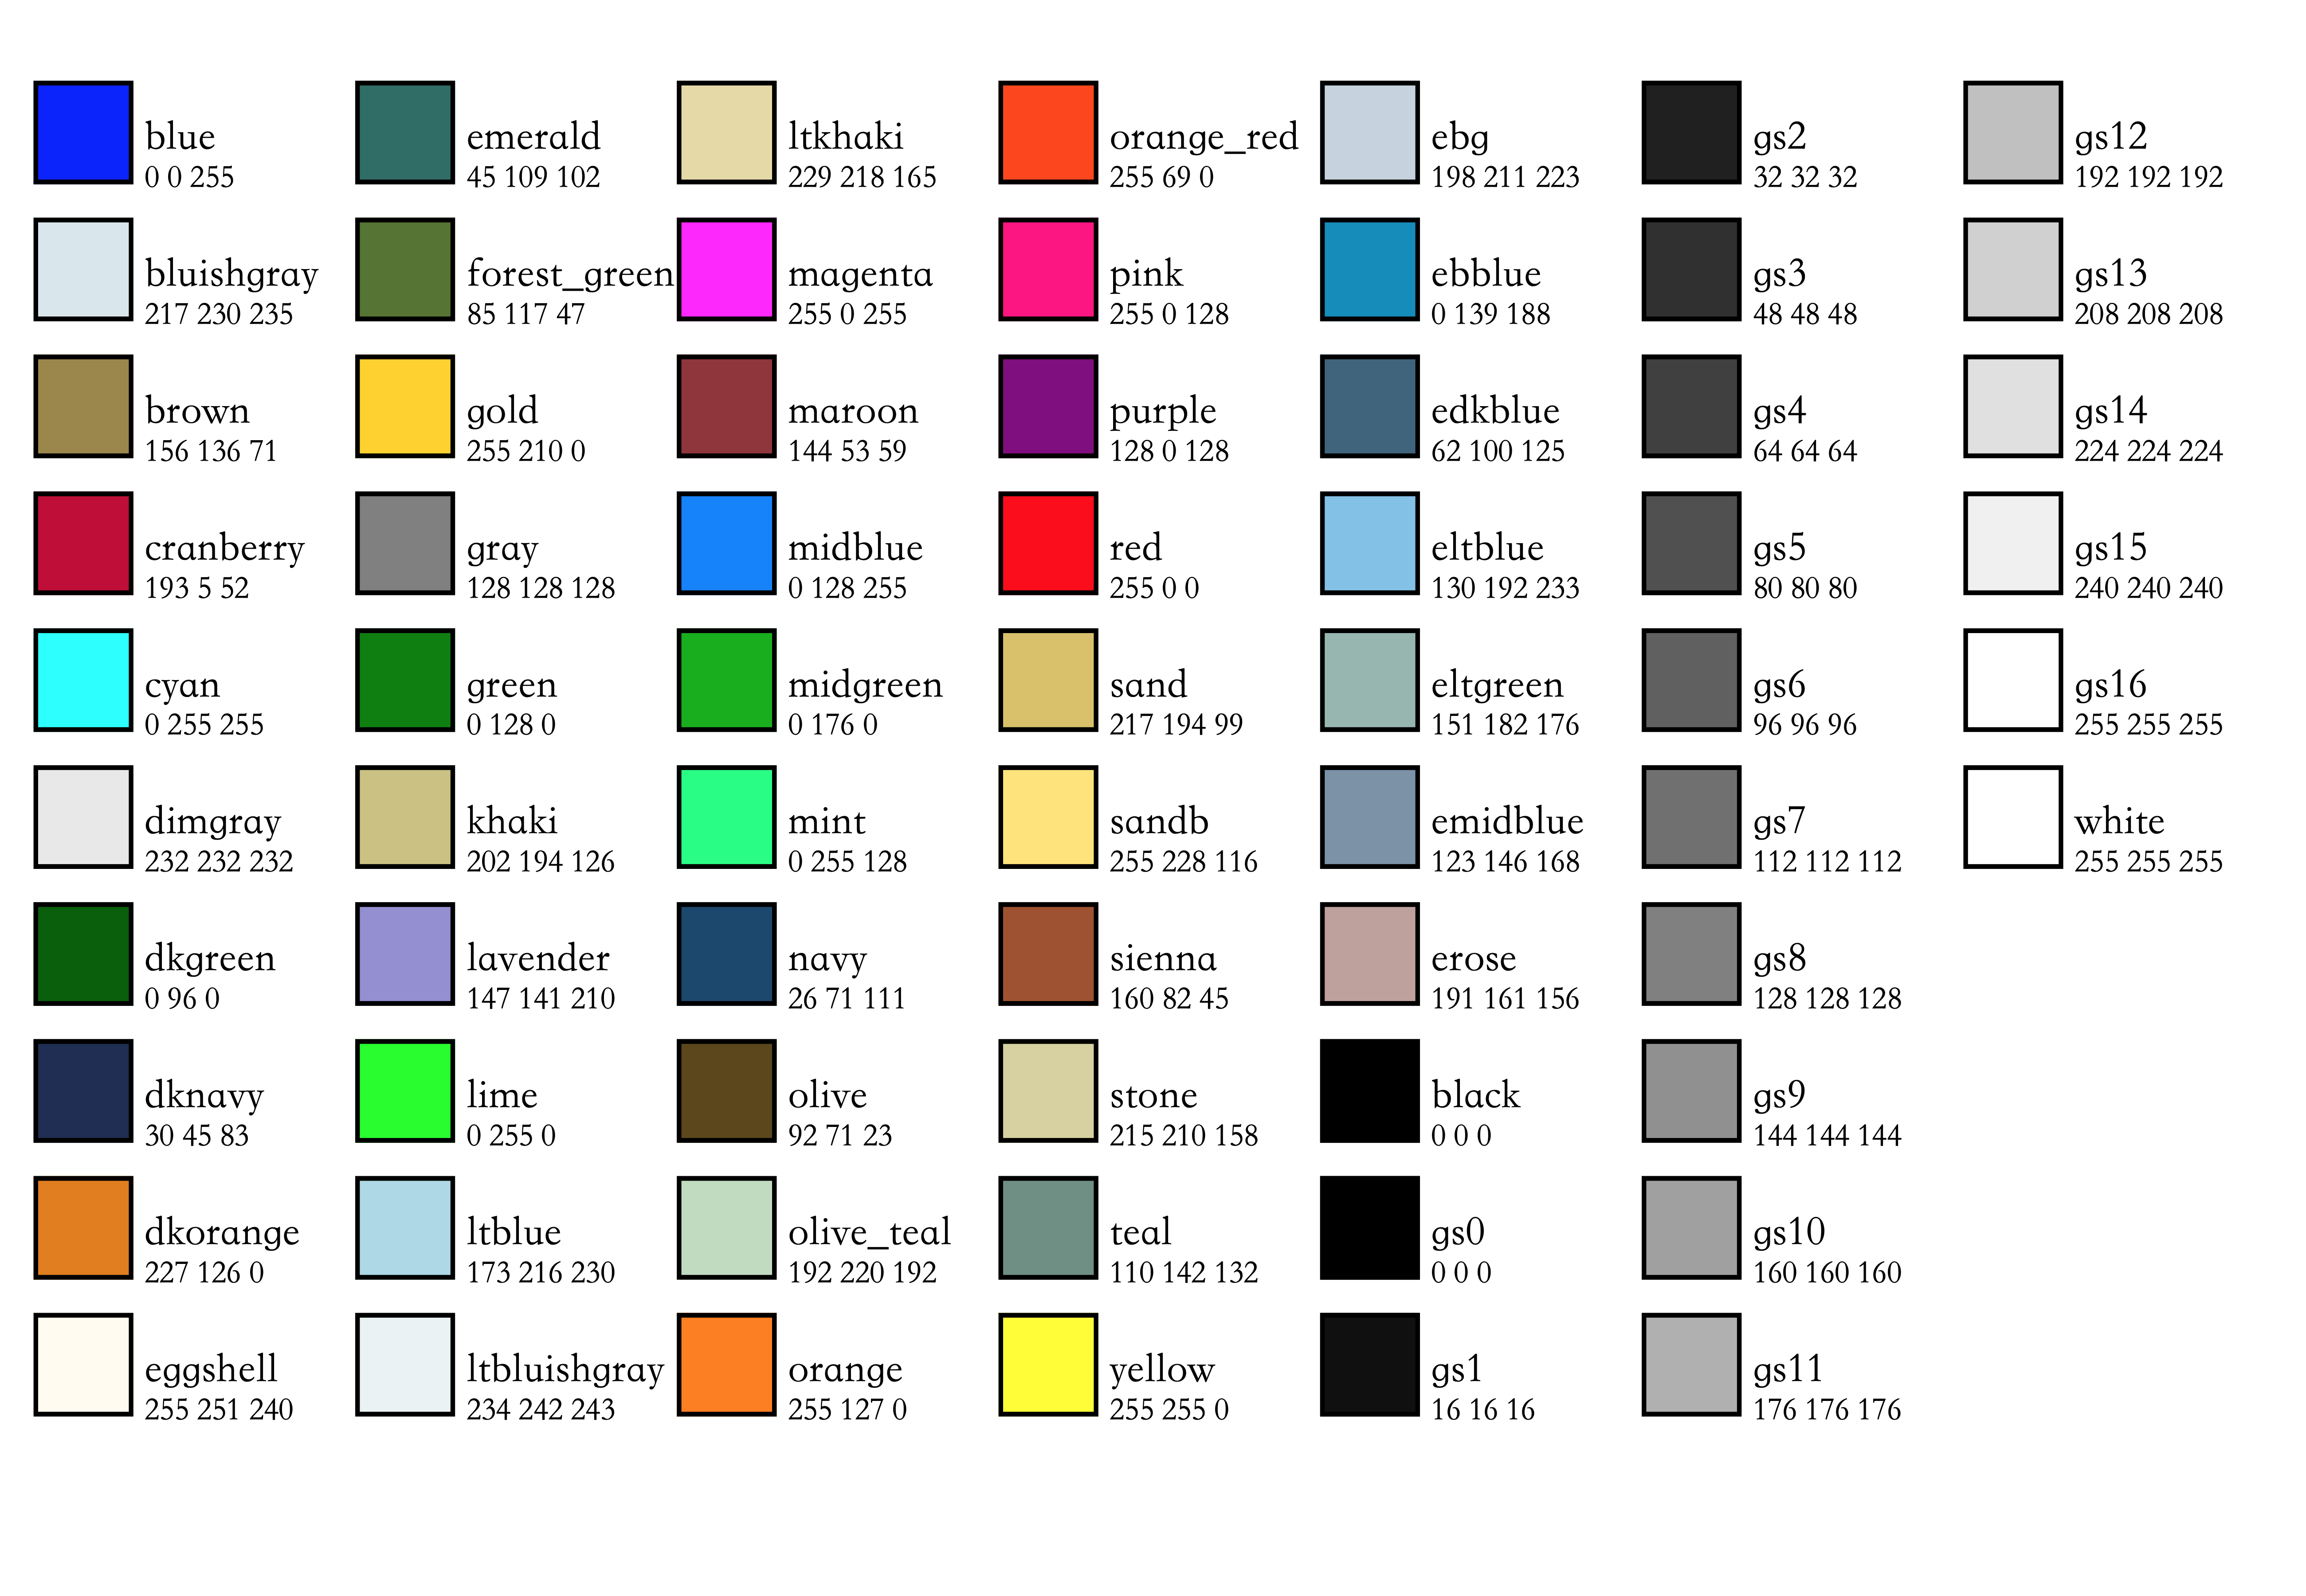 blue
0 0 255
bluishgray
217 230 235
brown
156 136 71
cranberry
193 5 52
cyan
0 255 255
dimgray
232 232 232
dkgreen
0 96 0
dknavy
30 45 83
dkorange
227 126 0
eggshell
255 251 240
emerald
45 109 102
forest_green
85 117 47
gold
255 210 0
gray
128 128 128
green
0 128 0
khaki
202 194 126
lavender
147 141 210
lime
0 255 0
ltblue
173 216 230
ltbluishgray
234 242 243
ltkhaki
229 218 165
magenta
255 0 255
maroon
144 53 59
midblue
0 128 255
midgreen
0 176 0
mint
0 255 128
navy
26 71 111
olive
92 71 23
olive_teal
192 220 192
orange
255 127 0
orange_red
255 69 0
pink
255 0 128
purple
128 0 128
red
255 0 0
sand
217 194 99
sandb
255 228 116
sienna
160 82 45
stone
215 210 158
teal
110 142 132
yellow
255 255 0
ebg
198 211 223
ebblue
0 139 188
edkblue
62 100 125
eltblue
130 192 233
eltgreen
151 182 176
emidblue
123 146 168
erose
191 161 156
black
0 0 0
gs0
0 0 0
gs1
16 16 16
gs2
32 32 32
gs3
48 48 48
gs4
64 64 64
gs5
80 80 80
gs6
96 96 96
gs7
112 112 112
gs8
128 128 128
gs9
144 144 144
gs10
160 160 160
gs11
176 176 176
gs12
192 192 192
gs13
208 208 208
gs14
224 224 224
gs15
240 240 240
gs16
255 255 255
white
255 255 255